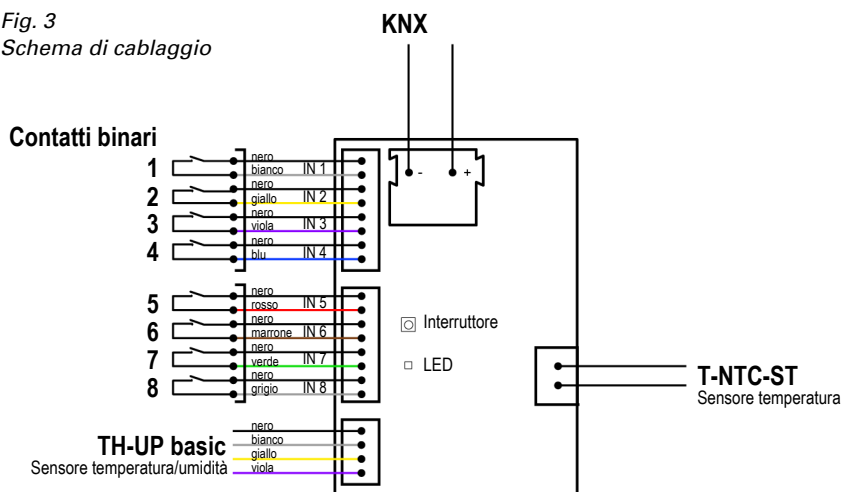 Fig. 3
Schema di cablaggio
KNX
- +
Contatti binari
1 nero
bianco IN 1
2 nero
giallo IN 2
3 nero
viola IN 3
4 nero
blu IN 4
5 nero
rosso IN 5
6 nero
marrone IN 6
7 nero
verde IN 7
8 nero
grigio IN 8
Interruttore
LED
T-NTC-ST
Sensore temperatura
TH-UP basic
Sensore temperatura/umidità
nero
bianco
giallo
viola